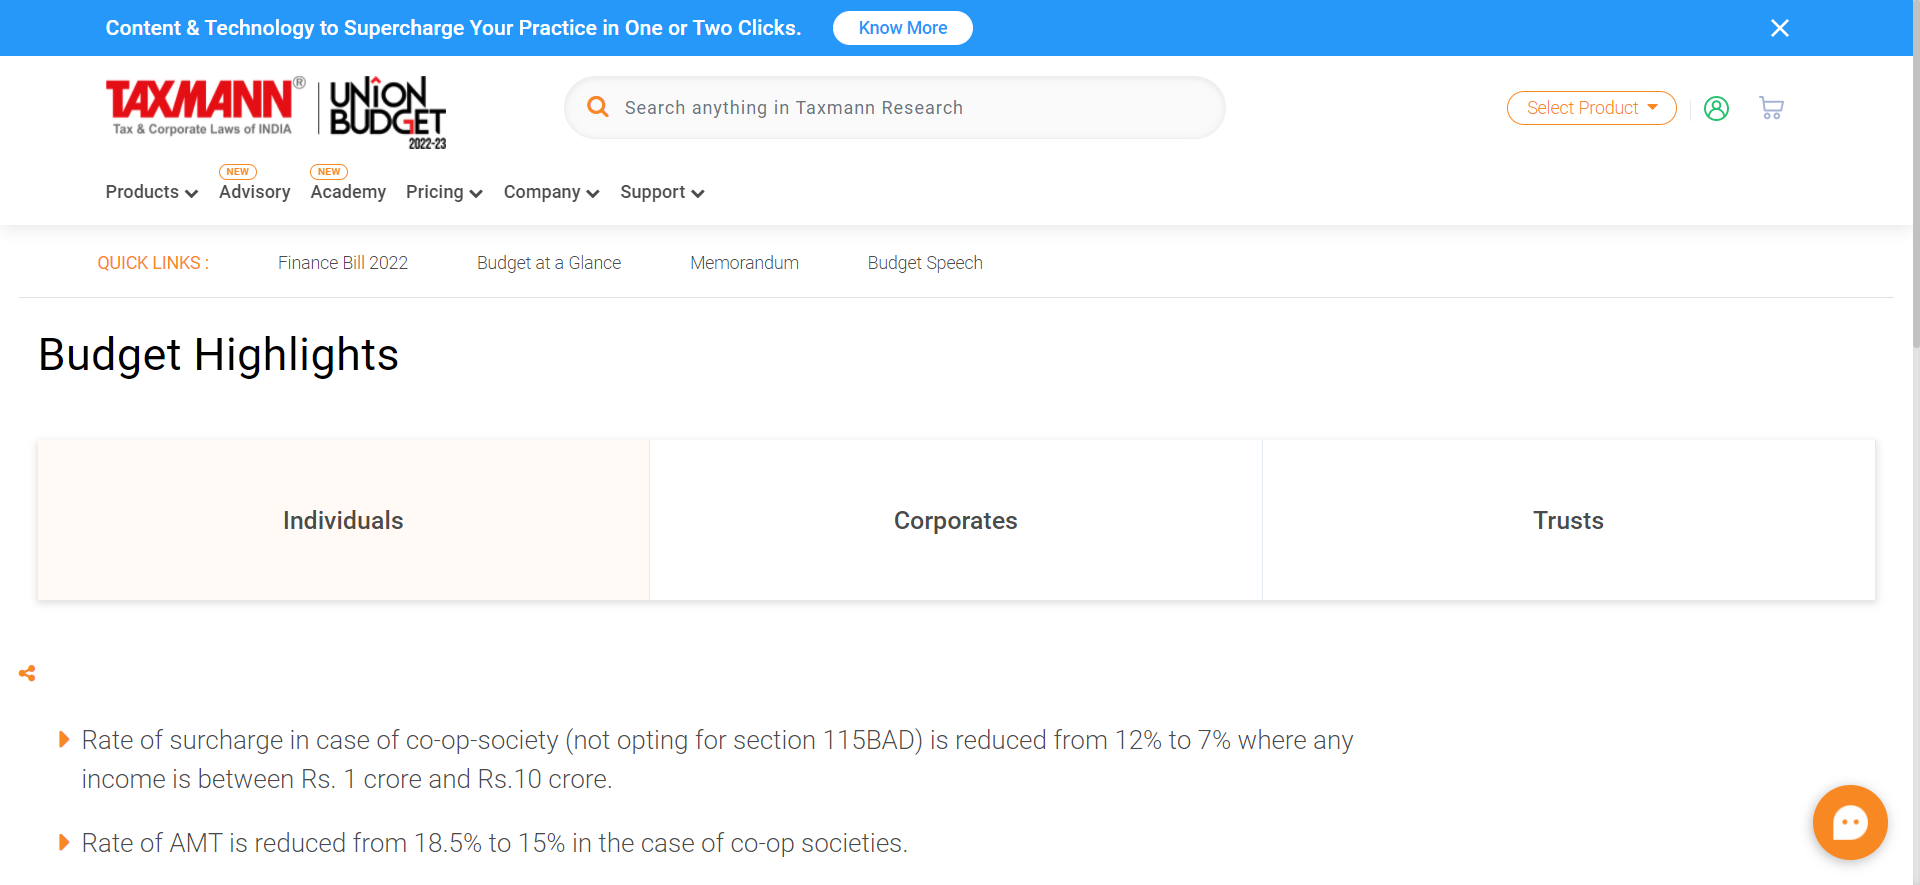 Content & Technology to Supercharge Your Practice in One or Two Clicks.
Know More
TAXMANN®
Tax & Corporate Laws of INDIA
UNION
BUDGET
2022-23
Search anything in Taxmann Research
Select Product
NEW
NEW
Products
Advisory
Academy
Pricing
Company
Support
QUICK LINKS :
Finance Bill 2022
Budget at a Glance
Memorandum
Budget Speech
Budget Highlights
Individuals
Corporates
Trusts
Rate of surcharge in case of co-op-society (not opting for section 115BAD) is reduced from 12% to 7% where any
income is between Rs. 1 crore and Rs.10 crore.
Rate of AMT is reduced from 18.5% to 15% in the case of co-op societies.